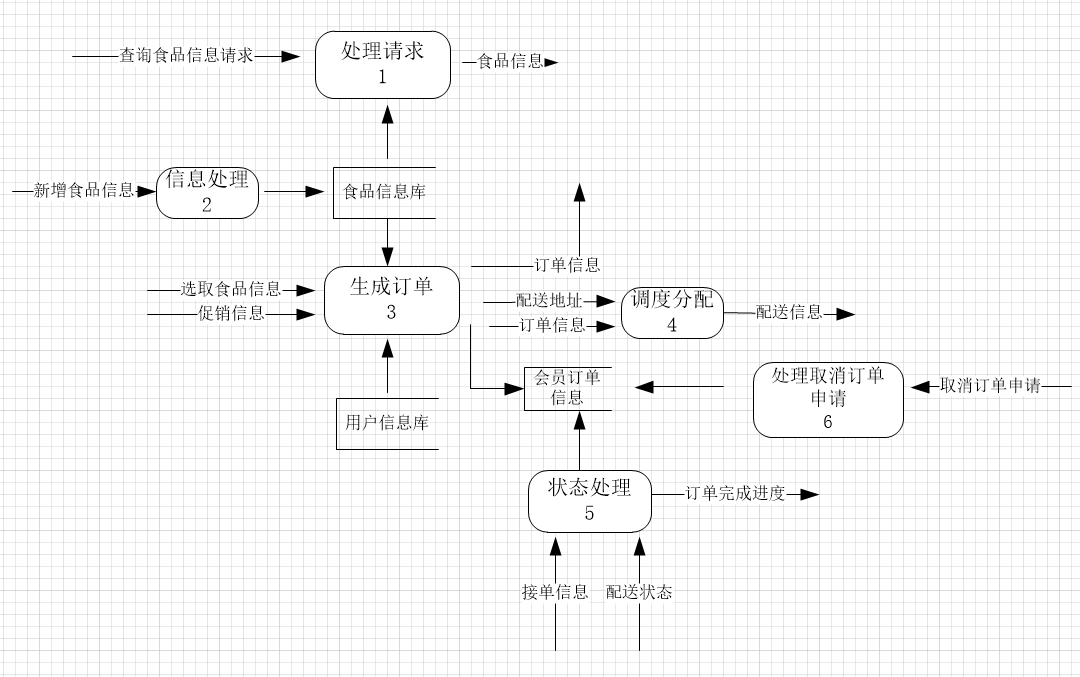 查询食品信息请求
处理请求
1
食品信息
新增食品信息
信息处理
2
食品信息库
订单信息
选取食品信息
促销信息
生成订单
3
配送地址
订单信息
调度分配
4
配送信息
会员订单
信息
处理取消订单
申请
6
取消订单申请
用户信息库
状态处理
5
订单完成进度
接单信息
配送状态